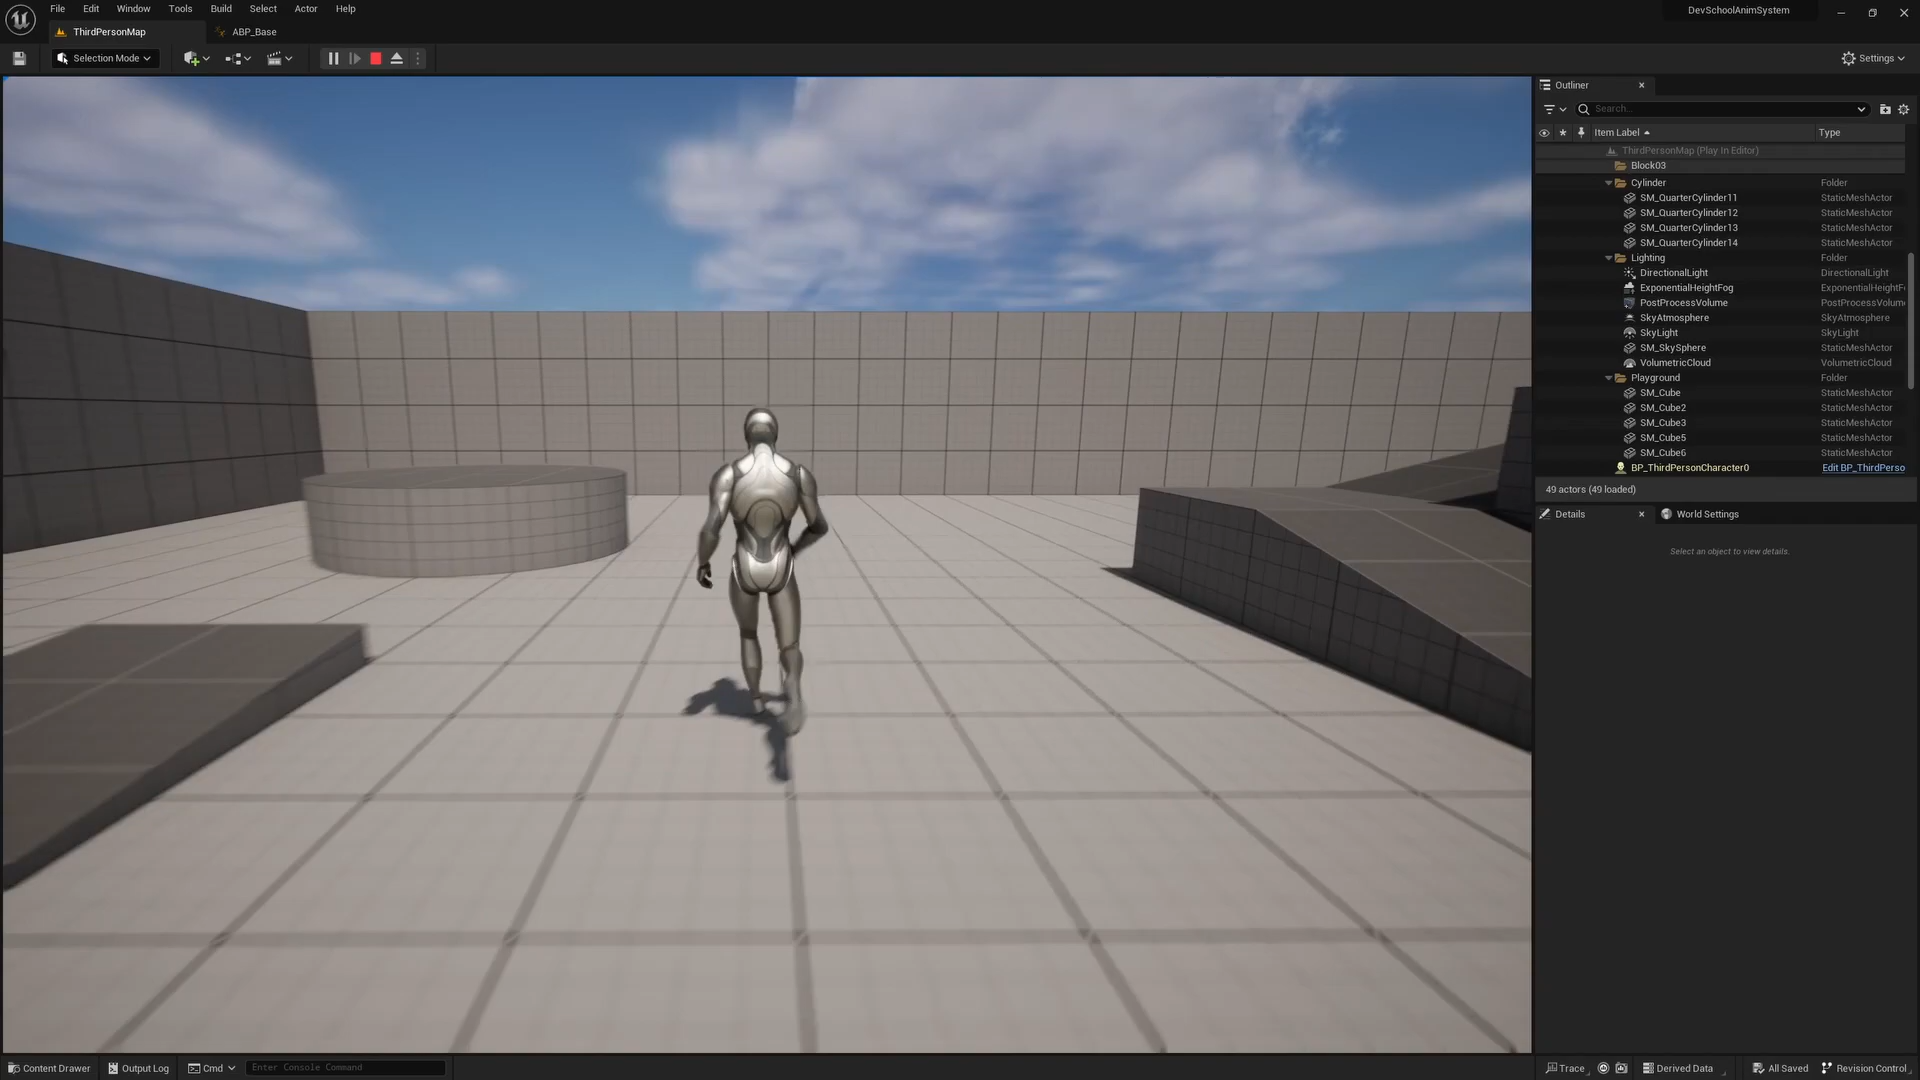 File Edit Window Tools Build Select Actor Help
DevSchoolAnimSystem
ThirdPersonMap ABP_Base
Selection Mode
Settings
Outliner
Search...
Item Label Type
ThirdPersonMap (Play In Editor)
Block03
Cylinder Folder
SM_QuarterCylinder11 StaticMeshActor
SM_QuarterCylinder12 StaticMeshActor
SM_QuarterCylinder13 StaticMeshActor
SM_QuarterCylinder14 StaticMeshActor
Lighting Folder
DirectionalLight DirectionalLight
ExponentialHeightFog ExponentialHeightF
PostProcessVolume PostProcessVolum
SkyAtmosphere SkyAtmosphere
SkyLight SkyLight
SM_SkySphere StaticMeshActor
VolumetricCloud VolumetricCloud
Playground Folder
SM_Cube StaticMeshActor
SM_Cube2 StaticMeshActor
SM_Cube3 StaticMeshActor
SM_Cube5 StaticMeshActor
SM_Cube6 StaticMeshActor
BP_ThirdPersonCharacter0 Edit BP_ThirdPerso
49 actors (49 loaded)
Details World Settings
Select an object to view details.
Content Drawer Output Log Cmd Enter Console Command
Trace Derived Data All Saved Revision Control